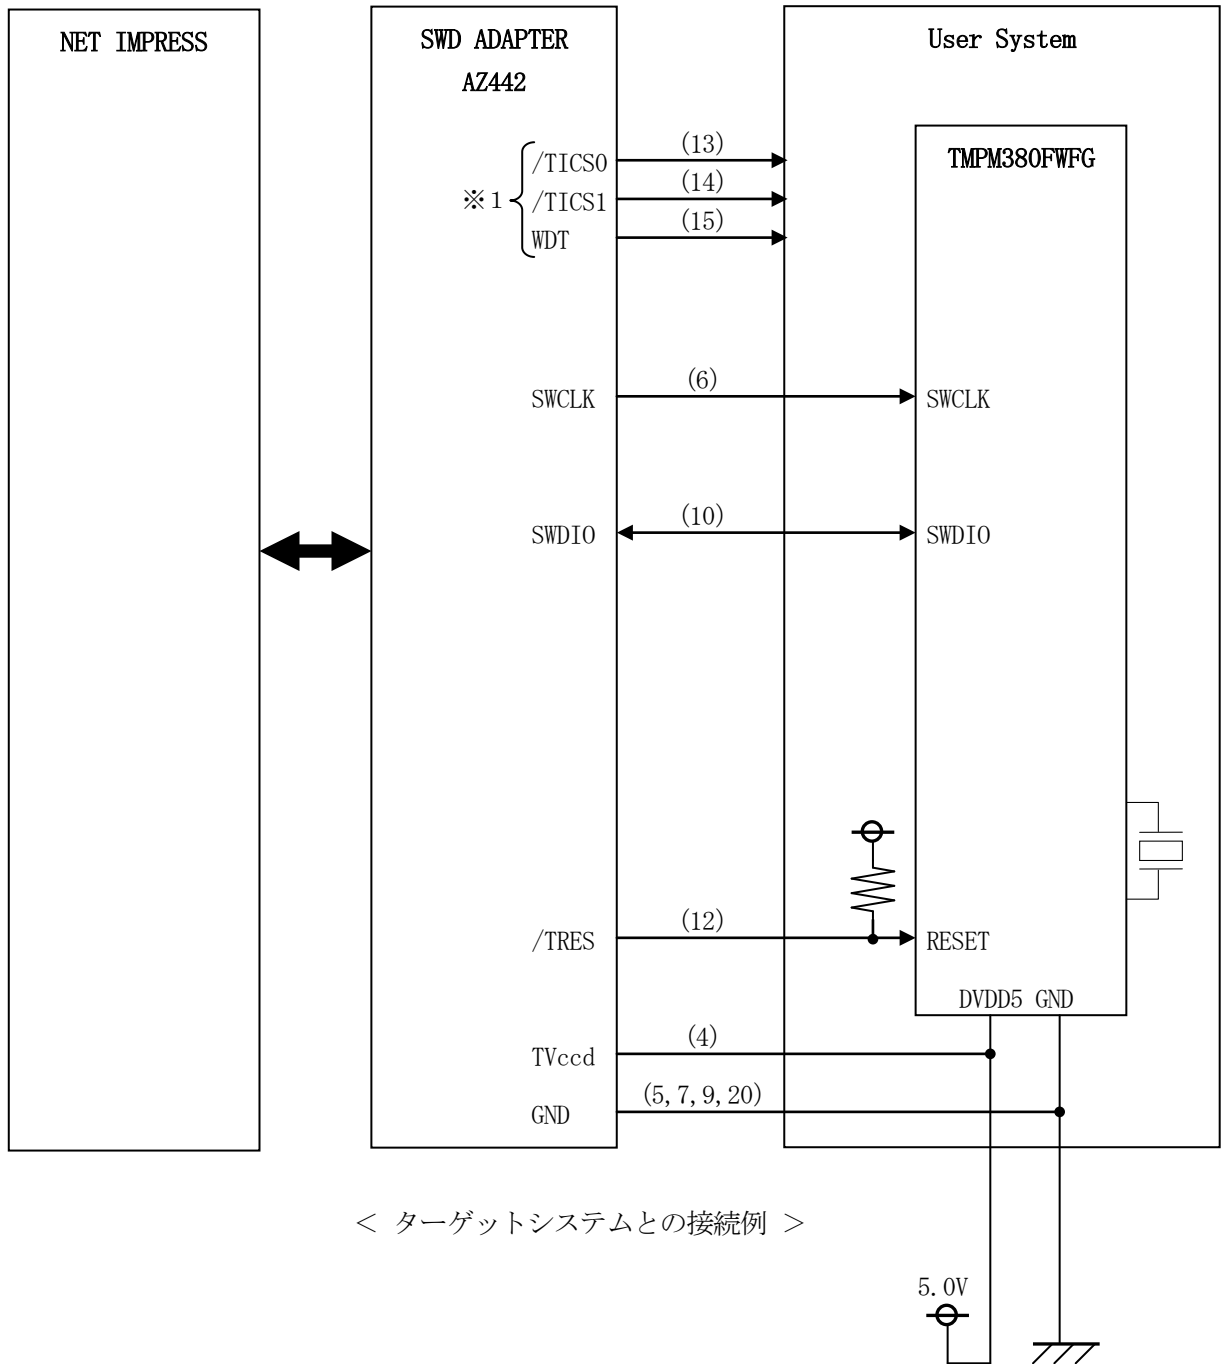 NET IMPRESS
SWD ADAPTER
AZ442
User System
TMPM380FWFG
※1
/TICS0
(13)
/TICS1
(14)
WDT
(15)
SWCLK
(6)
SWCLK
SWDIO
(10)
SWDIO
/TRES
(12)
RESET
DVDD5 GND
TVccd
(4)
GND
(5,7,9,20)
< ターゲットシステムとの接続例 >
5.0V